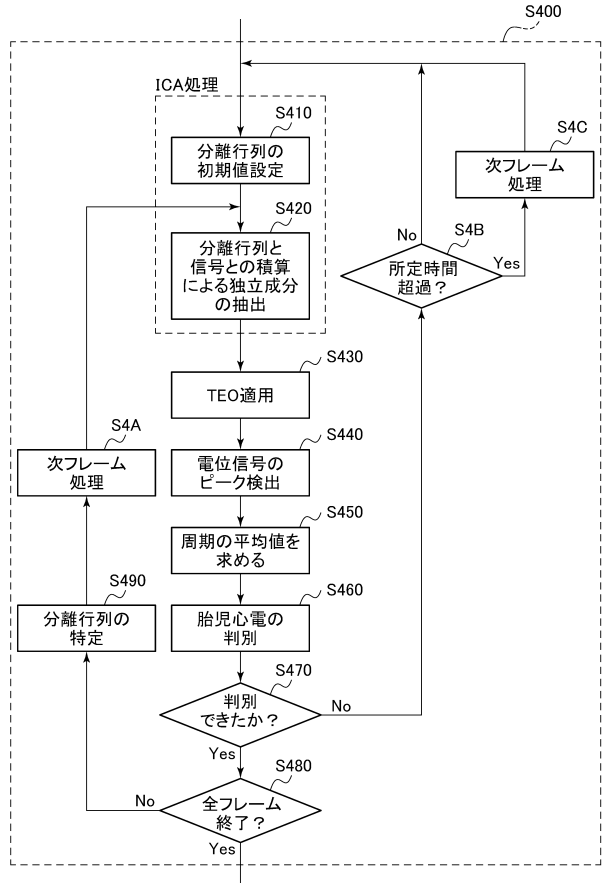 S400
ICA処理
S410
分離行列の
初期値設定
S4C
次フレーム
処理
S420
分離行列と
信号との積算
による独立成分
の抽出
No
S4B
所定時間
超過？
Yes
S430
TEO適用
S4A
次フレーム
処理
S440
電位信号の
ピーク検出
S450
周期の平均値を
求める
S490
分離行列の
特定
S460
胎児心電の
判別
S470
判別
できたか？
No
Yes
S480
全フレーム
終了？
No
Yes